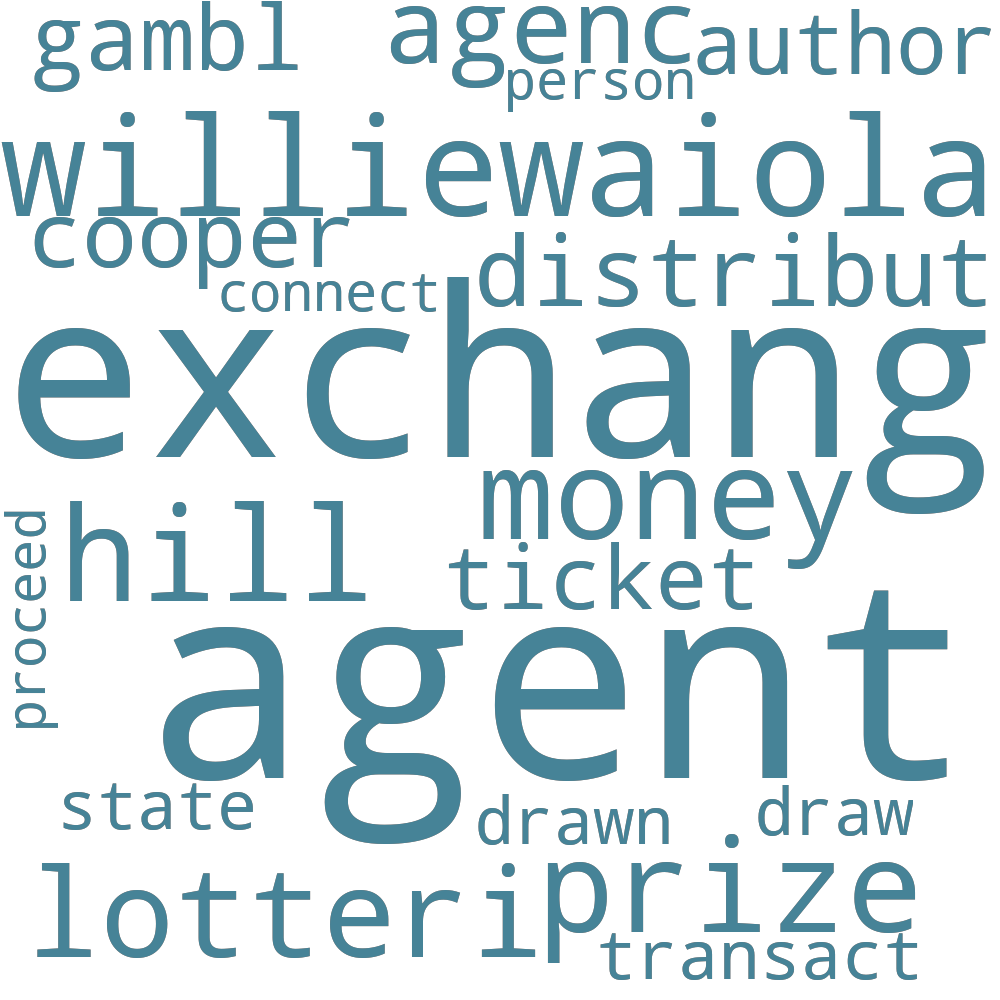 gambl agenc author
person
williewaiola
cooper distribut
connect
exchang
money
hill ticket
proceed
agent
state drawn draw
lotteri prize
transact